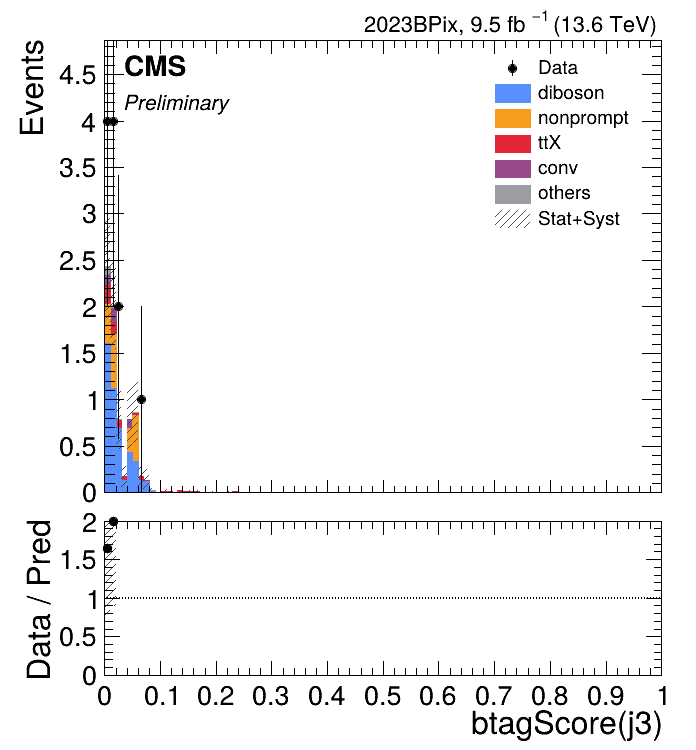 2023BPix, 9.5 fb⁻¹ (13.6 TeV)
CMS
Preliminary
Events
4.5
4
3.5
3
2.5
2
1.5
1
0.5
0
Data
diboson
nonprompt
ttX
conv
others
Stat+Syst
Data / Pred
2
1.5
1
0.5
0
0 0.1 0.2 0.3 0.4 0.5 0.6 0.7 0.8 0.9 1
btagScore(j3)